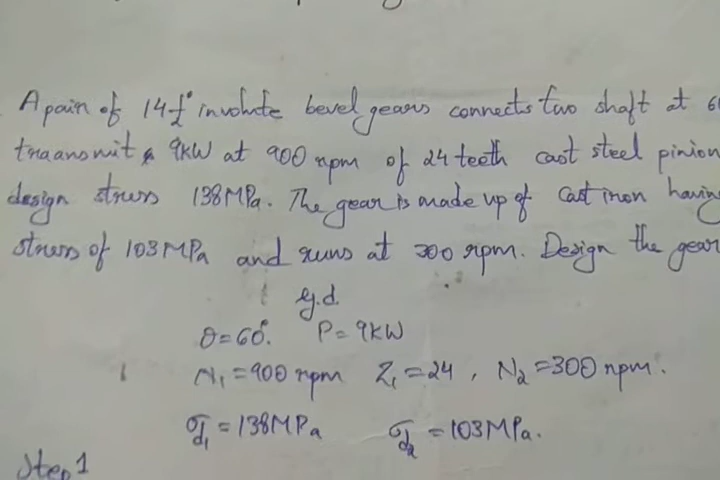 A pair of 14½° involute bevel gears connects two shaft at 6
traansmit 9kW at 900 rpm of 24 teeth cast steel pinion
design stress 138MPa. The gear is made up of Cast iron having
stress of 103MPa and runs at 300 rpm. Design the gear
g.d.
θ=60°. P=9kW
N₁=900 rpm Z₁=24, N₂=300 rpm.
σd₁=138MPa σd₂=103MPa.
Step 1